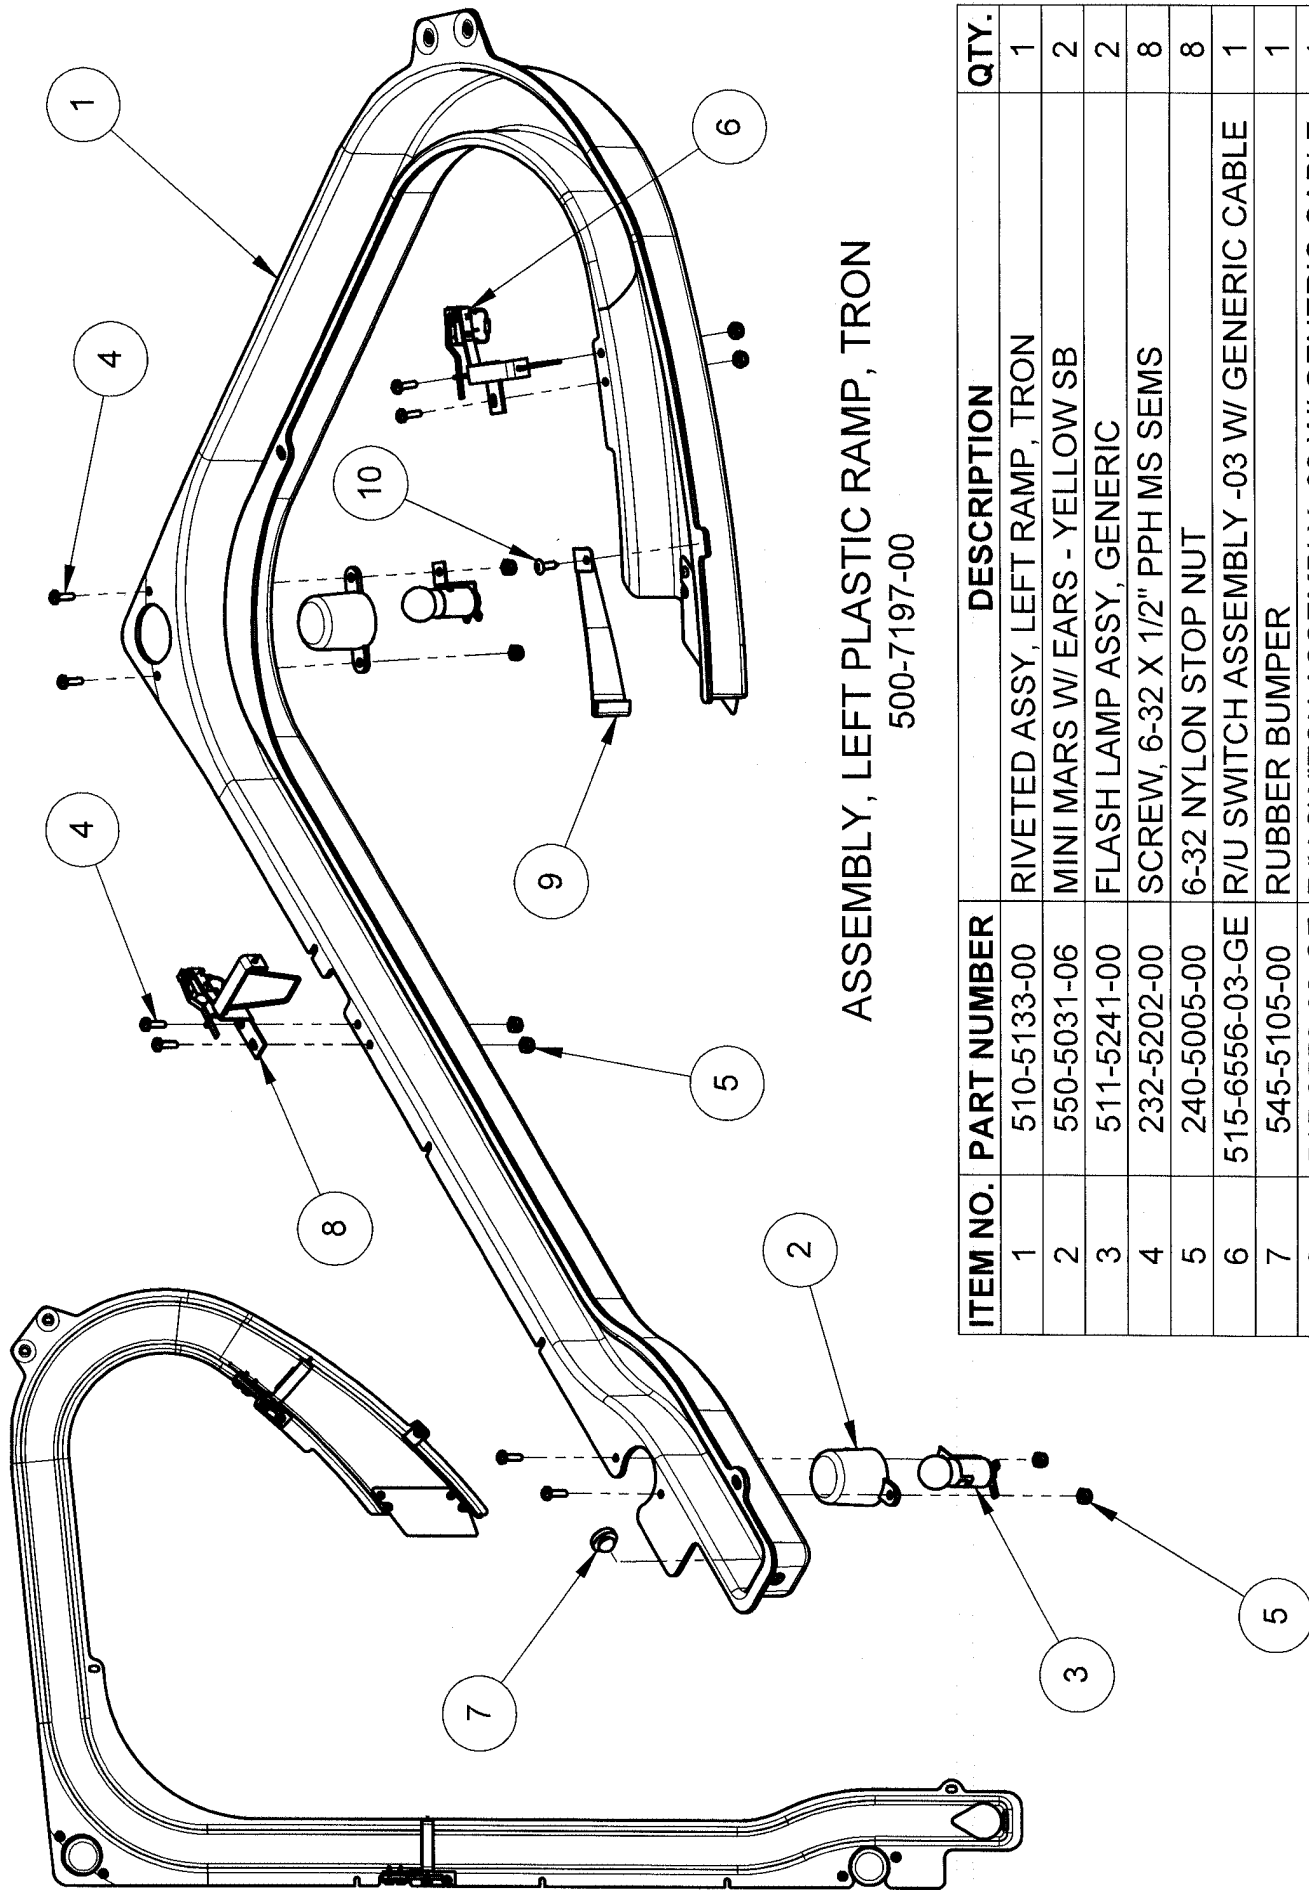 1
4
6
4
10
9
8
5
2
7
3
5
ASSEMBLY, LEFT PLASTIC RAMP, TRON
500-7197-00
ITEM NO. PART NUMBER DESCRIPTION QTY.
1 510-5133-00 RIVETED ASSY, LEFT RAMP, TRON 1
2 550-5031-06 MINI MARS W/ EARS - YELLOW SB 2
3 511-5241-00 FLASH LAMP ASSY, GENERIC 2
4 232-5202-00 SCREW, 6-32 X 1/2" PPH MS SEMS 8
5 240-5005-00 6-32 NYLON STOP NUT 8
6 515-6556-03-GE R/U SWITCH ASSEMBLY -03 W/ GENERIC CABLE 1
7 545-5105-00 RUBBER BUMPER 1